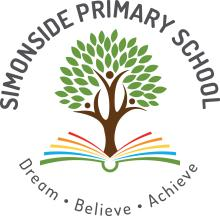 SIMONSIDE PRIMARY SCHOOL
Dream • Believe • Achieve